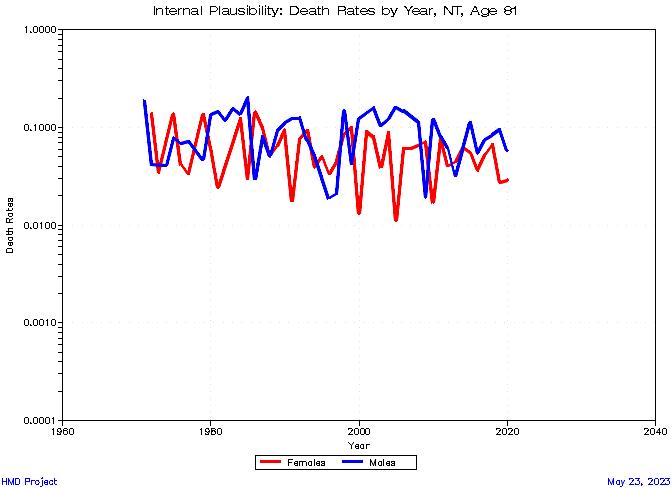 Internal Plausibility: Death Rates by Year, NT, Age 81
1.0000
0.1000
0.0100
0.0010
0.0001
Death Rates
1960
1980
2000
2020
2040
Year
Females
Males
HMD Project
May 23, 2023